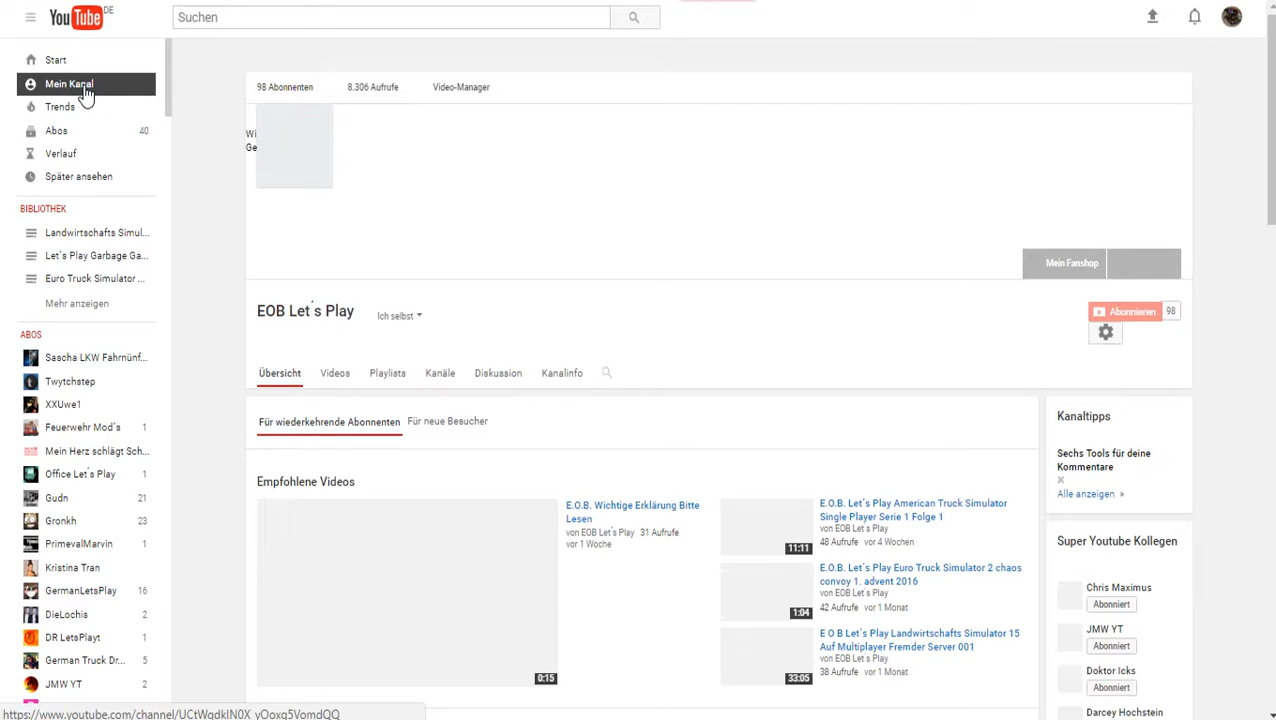 YouTube DE
Suchen
Start
Mein Kanal
Trends
Abos 40
Verlauf
Später ansehen
BIBLIOTHEK
Landwirtschafts Simul...
Let´s Play Garbage Ga...
Euro Truck Simulator ...
Mehr anzeigen
ABOS
Sascha LKW Fahrnünf...
Twytchstep
XXUwe1
Feuerwehr Mod´s 1
Mein Herz schlägt Sch...
Office Let´s Play 1
Gudn 21
Gronkh 23
PrimevalMarvin 1
Kristina Tran
GermanLetsPlay 16
DieLochis 2
DR LetsPlayt 1
German Truck Dr... 5
JMW YT 2
98 Abonnenten 8.306 Aufrufe Video-Manager
Wi
Ge
Mein Fanshop
EOB Let´s Play Ich selbst
Abonnieren 98
Übersicht Videos Playlists Kanäle Diskussion Kanalinfo
Für wiederkehrende Abonnenten Für neue Besucher
Empfohlene Videos
0:15
E.O.B. Wichtige Erklärung Bitte
Lesen
von EOB Let´s Play 31 Aufrufe
vor 1 Woche
11:11
E.O.B. Let´s Play American Truck Simulator
Single Player Serie 1 Folge 1
von EOB Let´s Play
48 Aufrufe vor 4 Wochen
1:04
E.O.B. Let´s Play Euro Truck Simulator 2 chaos
convoy 1. advent 2016
von EOB Let´s Play
42 Aufrufe vor 1 Monat
33:05
E O B Let´s Play Landwirtschafts Simulator 15
Auf Multiplayer Fremder Server 001
von EOB Let´s Play
38 Aufrufe vor 1 Monat
Kanaltipps
Sechs Tools für deine
Kommentare
Alle anzeigen »
Super Youtube Kollegen
Chris Maximus
Abonniert
JMW YT
Abonniert
Doktor Icks
Abonniert
Darcey Hochstein